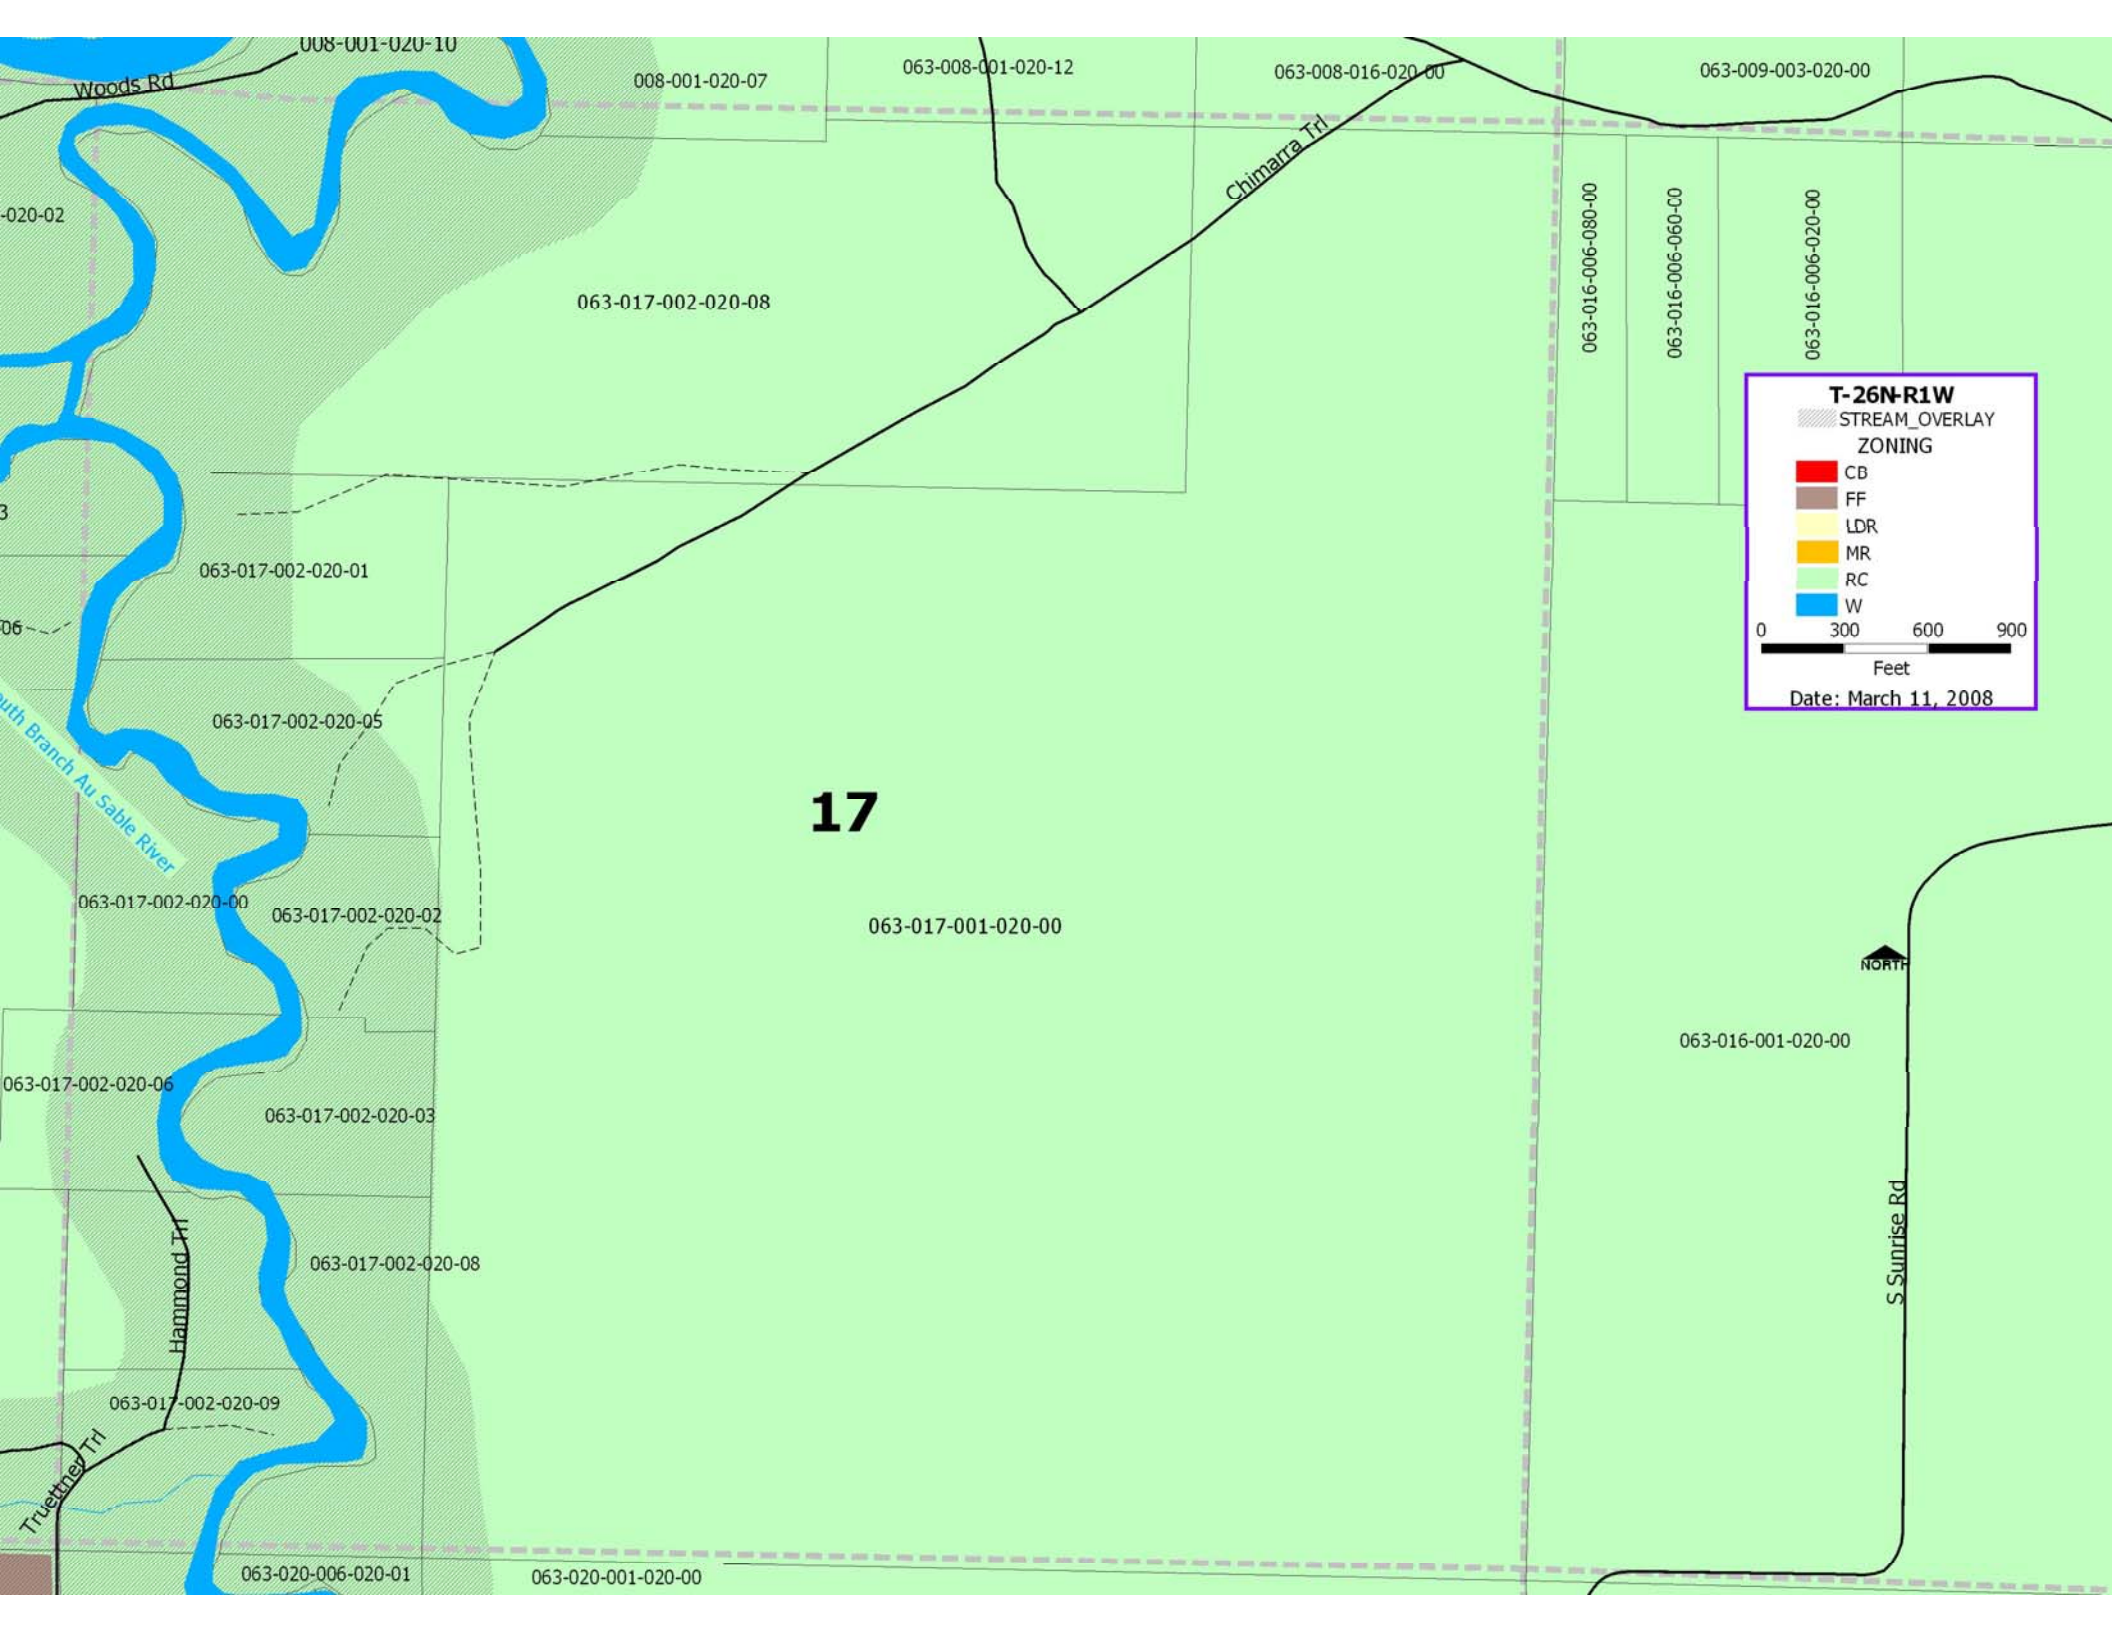 008-001-020-10
Woods Rd
008-001-020-07
063-008-001-020-12
063-008-016-020-00
063-009-003-020-00
Chimarra Trl
-020-02
063-017-002-020-08
063-016-006-080-00
063-016-006-060-00
063-016-006-020-00
T-26N-R1W
STREAM_OVERLAY
ZONING
CB
FF
LDR
MR
RC
W
0 300 600 900
Feet
Date: March 11, 2008
3
063-017-002-020-01
06
063-017-002-020-05
outh Branch Au Sable River
17
063-017-002-020-00
063-017-002-020-02
063-017-001-020-00
NORTH
063-016-001-020-00
063-017-002-020-06
063-017-002-020-03
S Sunrise Rd
Hammond Trl
063-017-002-020-08
063-017-002-020-09
Truettner Trl
063-020-006-020-01
063-020-001-020-00